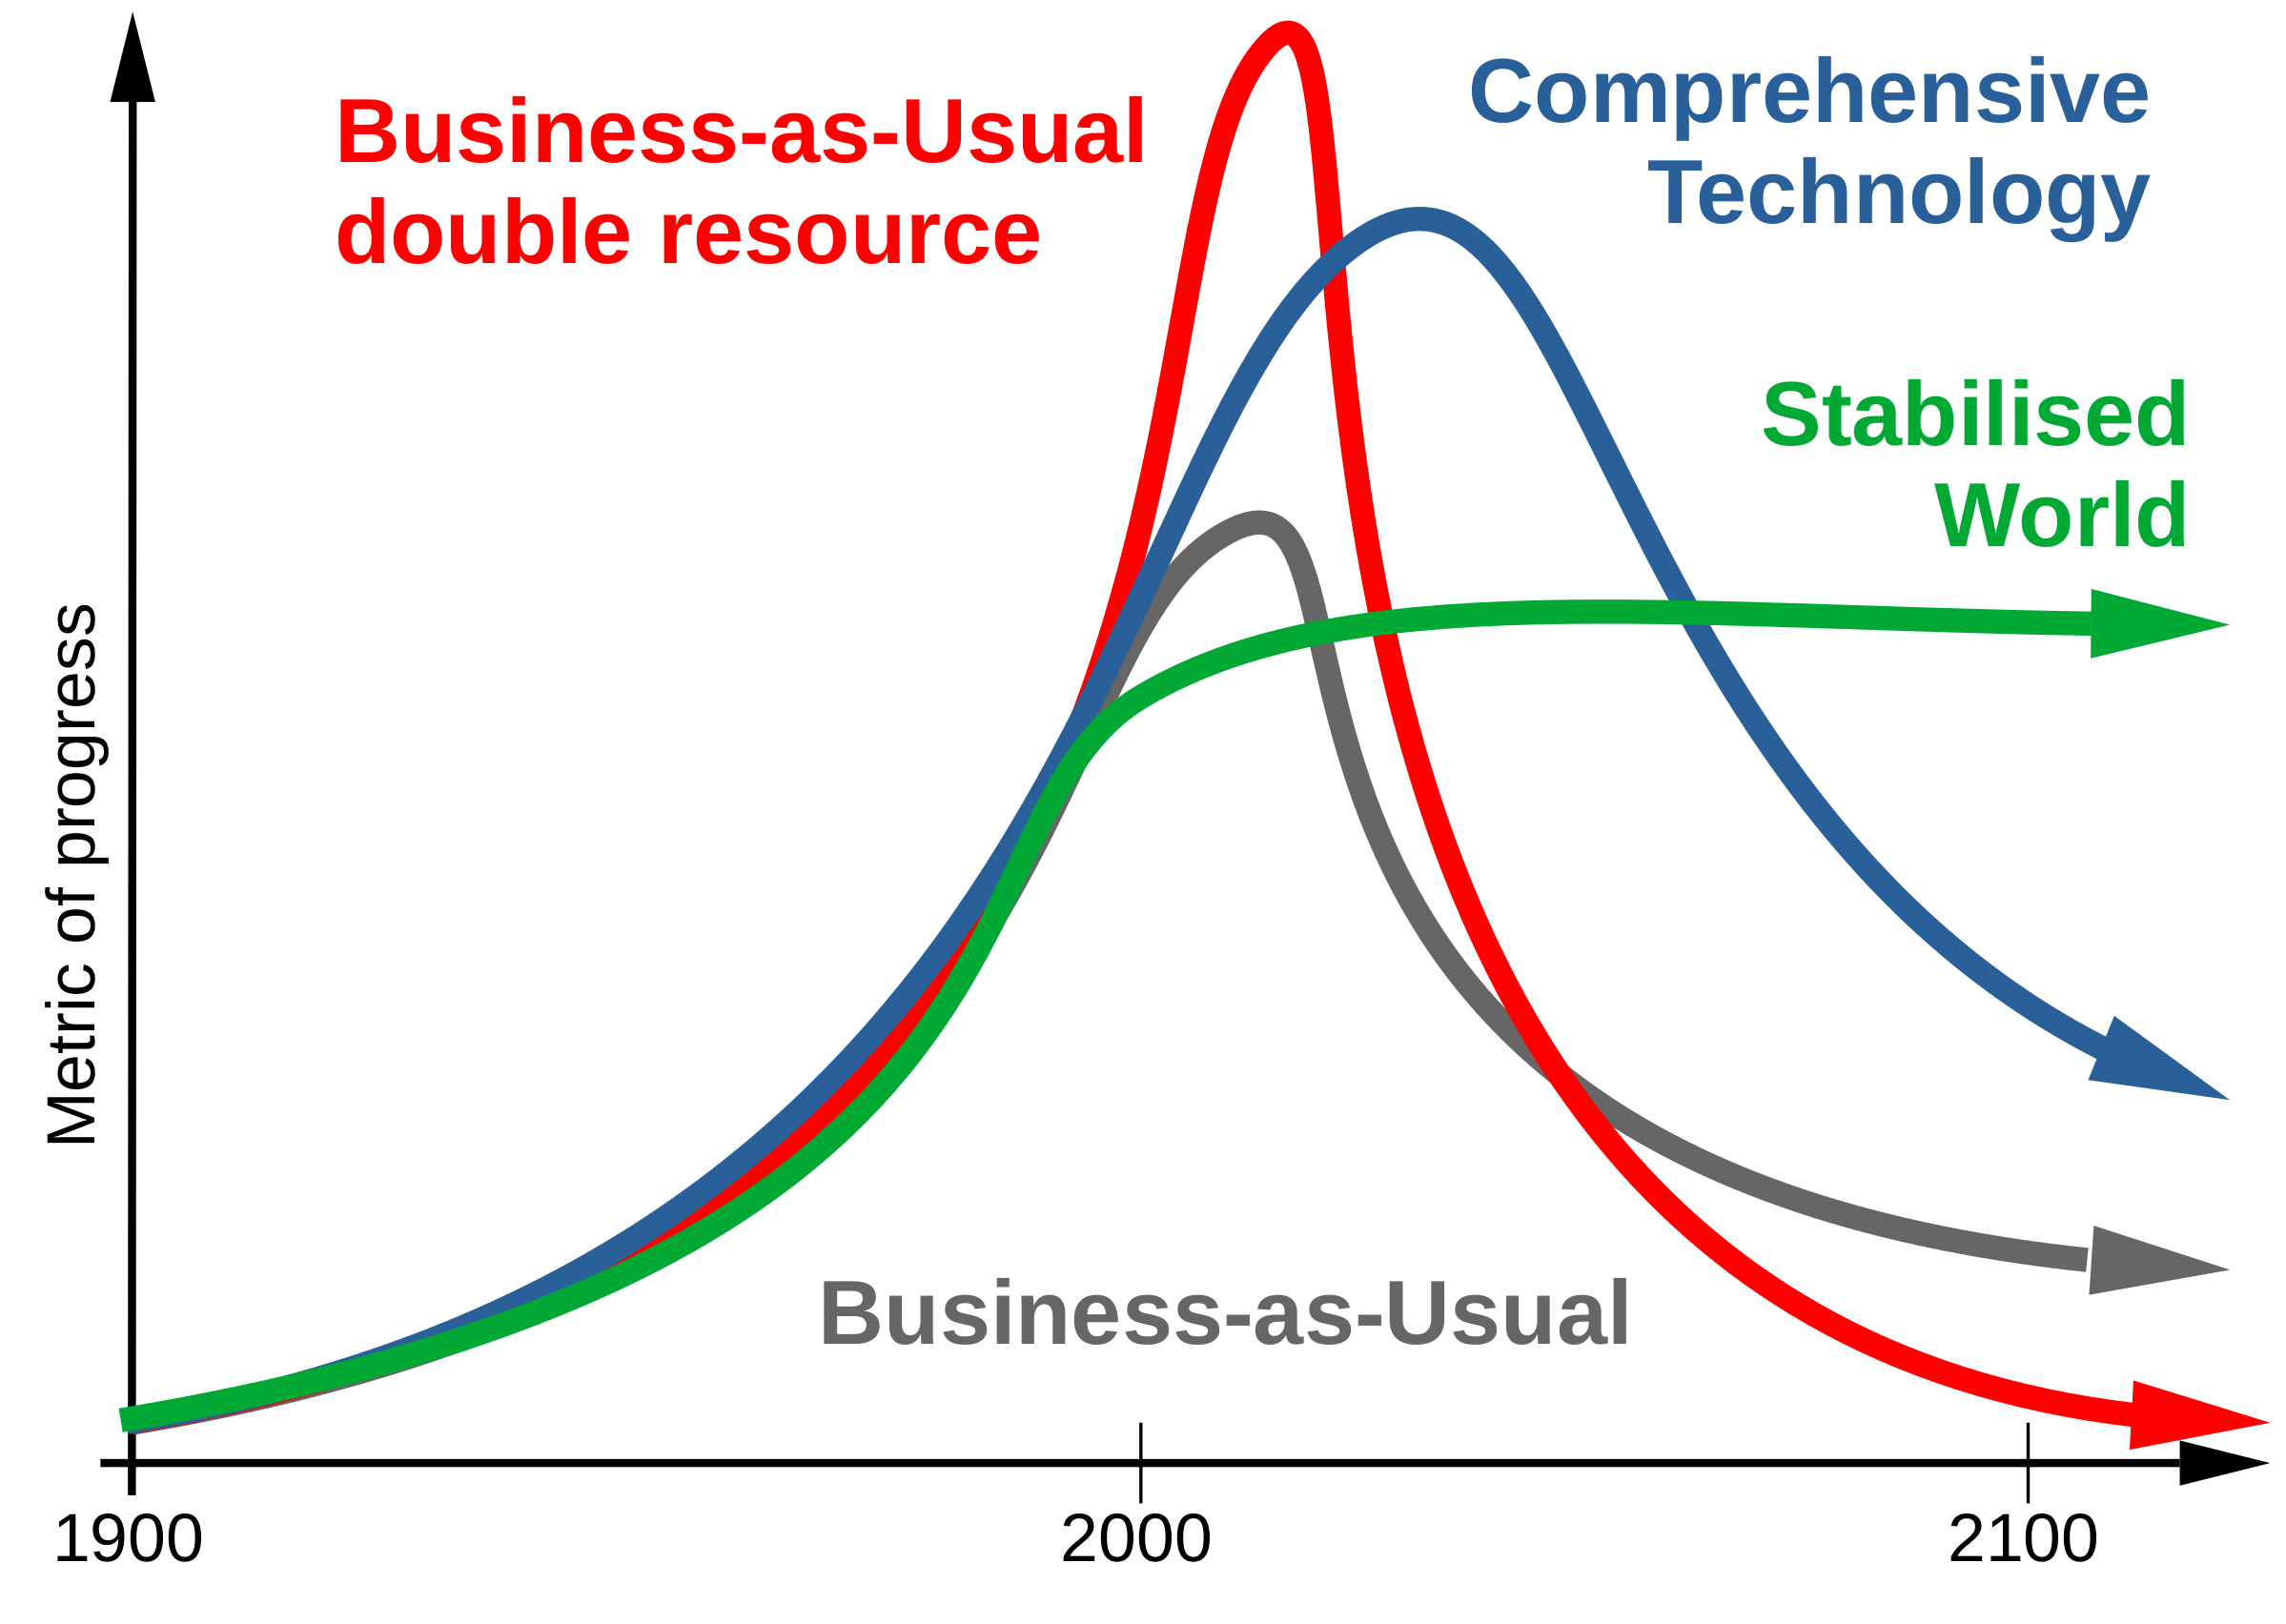 Business-as-Usual
double resource
Comprehensive
Technology
Stabilised
World
Metric of progress
Business-as-Usual
1900
2000
2100